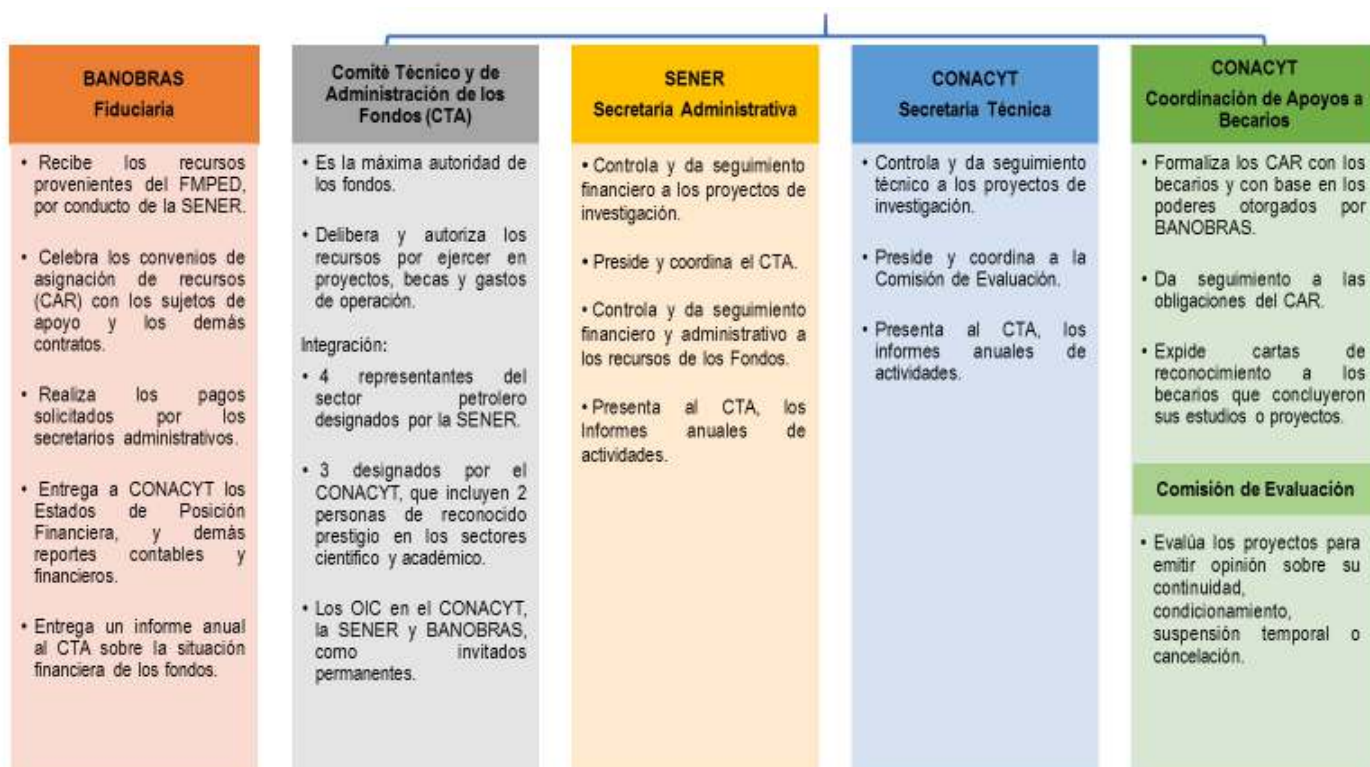 BANOBRAS
Fiduciaria
• Recibe los recursos
provenientes del FMPED,
por conducto de la SENER.
• Celebra los convenios de
asignación de recursos
(CAR) con los sujetos de
apoyo y los demás
contratos.
• Realiza los pagos
solicitados por los
secretarios administrativos.
• Entrega a CONACYT los
Estados de Posición
Financiera, y demás
reportes contables y
financieros.
• Entrega un informe anual
al CTA sobre la situación
financiera de los fondos.
Comité Técnico y de
Administración de los
Fondos (CTA)
• Es la máxima autoridad de
los fondos.
• Delibera y autoriza los
recursos por ejercer en
proyectos, becas y gastos
de operación.
Integración:
• 4 representantes del
sector petrolero
designados por la SENER.
• 3 designados por el
CONACYT, que incluyen 2
personas de reconocido
prestigio en los sectores
científico y académico.
• Los OIC en el CONACYT,
la SENER y BANOBRAS,
como invitados
permanentes.
SENER
Secretaria Administrativa
• Controla y da seguimiento
financiero a los proyectos de
investigación.
• Preside y coordina el CTA.
• Controla y da seguimiento
financiero y administrativo a
los recursos de los Fondos.
• Presenta al CTA, los
Informes anuales de
actividades.
CONACYT
Secretaria Técnica
• Controla y da seguimiento
técnico a los proyectos de
investigación.
• Preside y coordina a la
Comisión de Evaluación.
• Presenta al CTA, los
informes anuales de
actividades.
CONACYT
Coordinación de Apoyos a
Becarios
• Formaliza los CAR con los
becarios y con base en los
poderes otorgados por
BANOBRAS.
• Da seguimiento a las
obligaciones del CAR.
• Expide cartas de
reconocimiento a los
becarios que concluyeron
sus estudios o proyectos.
Comisión de Evaluación
• Evalúa los proyectos para
emitir opinión sobre su
continuidad,
condicionamiento,
suspensión temporal o
cancelación.